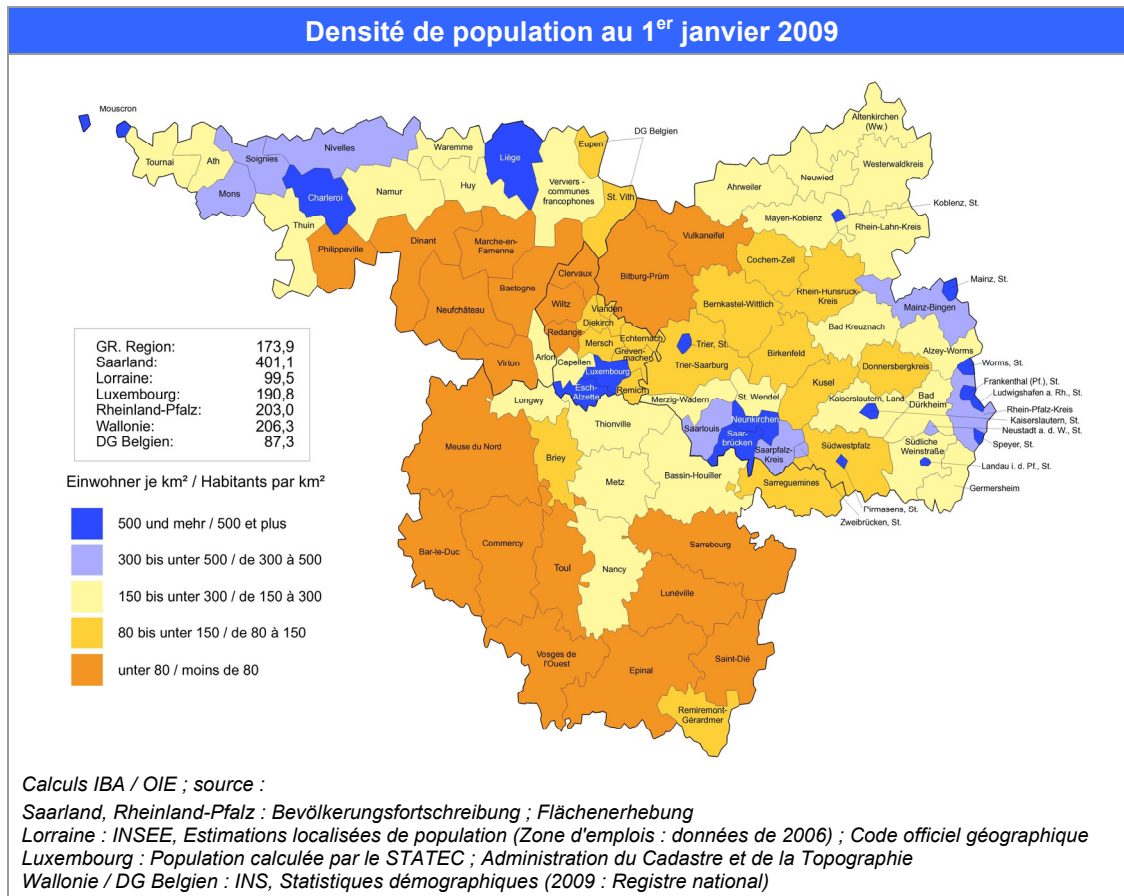 Densité de population au 1er janvier 2009
Mouscron
Tournai
Ath
Soignies
Nivelles
Mons
Charleroi
Thuin
Namur
Waremme
Huy
Liège
Verviers - communes francophones
Eupen
DG Belgien
St. Vith
Philippeville
Dinant
Marche-en-Famenne
Bastogne
Neufchâteau
Virton
Arlon
Clervaux
Wiltz
Redange
Vianden
Diekirch
Mersch
Echternach
Greven-macher
Capellen
Luxembourg
Esch-Alzette
Remich
Altenkirchen (Ww.)
Westerwaldkreis
Neuwied
Ahrweiler
Mayen-Koblenz
Koblenz, St.
Rhein-Lahn-Kreis
Vulkaneifel
Bitburg-Prüm
Cochem-Zell
Rhein-Hunsrück-Kreis
Bernkastel-Wittlich
Mainz, St.
Mainz-Bingen
Bad Kreuznach
Alzey-Worms
Trier, St.
Trier-Saarburg
Birkenfeld
Donnersbergkreis
Kusel
Worms, St.
Frankenthal (Pf.), St.
Ludwigshafen a. Rh., St.
Rhein-Pfalz-Kreis
Kaiserslautern, St.
Neustadt a. d. W., St.
Speyer, St.
Landau i. d. Pf., St.
Germersheim
Kaiserslautern, Land
Bad Dürkheim
Südliche Weinstraße
Südwestpfalz
Pirmasens, St.
Zweibrücken, St.
Merzig-Wadern
St. Wendel
Neunkirchen
Saarlouis
Saar-brücken
Saarpfalz-Kreis
Longwy
Thionville
Meuse du Nord
Briey
Metz
Bassin-Houiller
Sarreguemines
Bar-le-Duc
Commercy
Toul
Nancy
Sarrebourg
Lunéville
Vosges de l'Ouest
Epinal
Saint-Dié
Remiremont-Gérardmer
GR. Region: 173,9
Saarland: 401,1
Lorraine: 99,5
Luxembourg: 190,8
Rheinland-Pfalz: 203,0
Wallonie: 206,3
DG Belgien: 87,3
Einwohner je km² / Habitants par km²
500 und mehr / 500 et plus
300 bis unter 500 / de 300 à 500
150 bis unter 300 / de 150 à 300
80 bis unter 150 / de 80 à 150
unter 80 / moins de 80
Calculs IBA / OIE ; source :
Saarland, Rheinland-Pfalz : Bevölkerungsfortschreibung ; Flächenerhebung
Lorraine : INSEE, Estimations localisées de population (Zone d'emplois : données de 2006) ; Code officiel géographique
Luxembourg : Population calculée par le STATEC ; Administration du Cadastre et de la Topographie
Wallonie / DG Belgien : INS, Statistiques démographiques (2009 : Registre national)